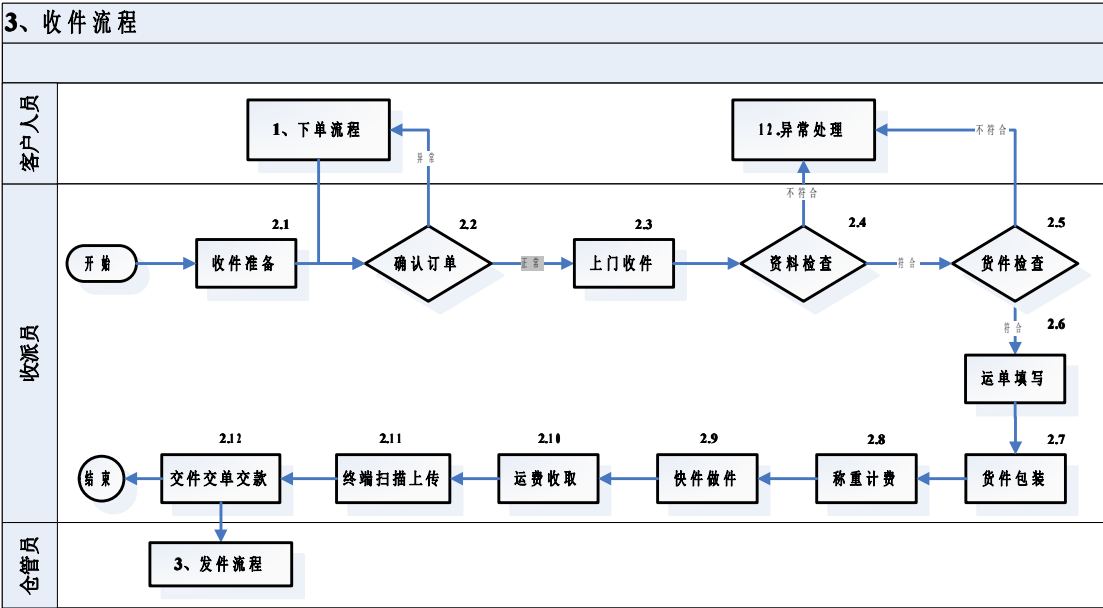 3、收件流程
客户人员
1、下单流程
12.异常处理
不符合
异常
不符合
收派员
2.1
2.2
2.3
2.4
2.5
开始
收件准备
确认订单
正常
上门收件
资料检查
符合
货件检查
符合
2.6
运单填写
2.12
2.11
2.10
2.9
2.8
2.7
结束
交件交单交款
终端扫描上传
运费收取
快件做件
称重计费
货件包装
仓管员
3、发件流程